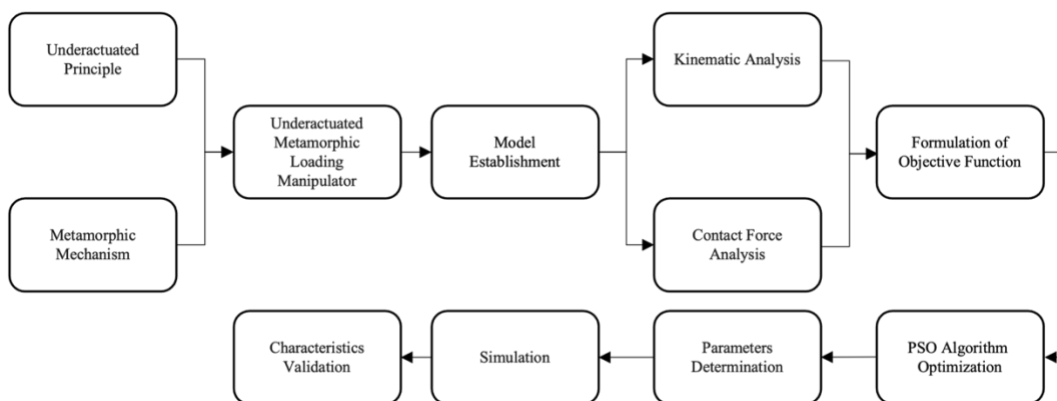 Underactuated
Principle
Metamorphic
Mechanism
Underactuated
Metamorphic
Loading
Manipulator
Model
Establishment
Kinematic Analysis
Contact Force
Analysis
Formulation of
Objective Function
PSO Algorithm
Optimization
Parameters
Determination
Simulation
Characteristics
Validation